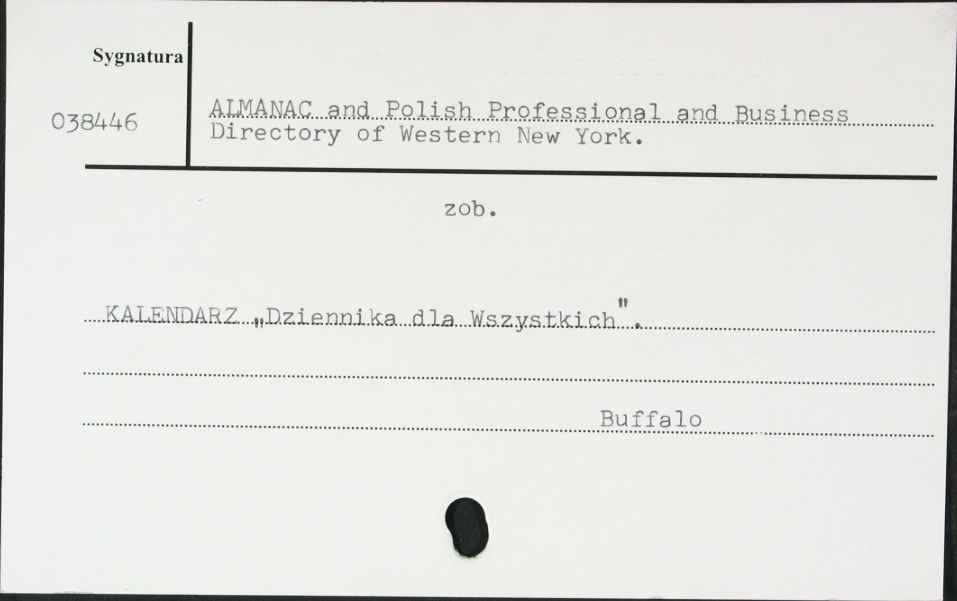 Sygnatura
038446
ALMANAC and Polish Professional and Business
Directory of Western New York.
zob.
KALENDARZ „Dziennika dla Wszystkich".
Buffalo